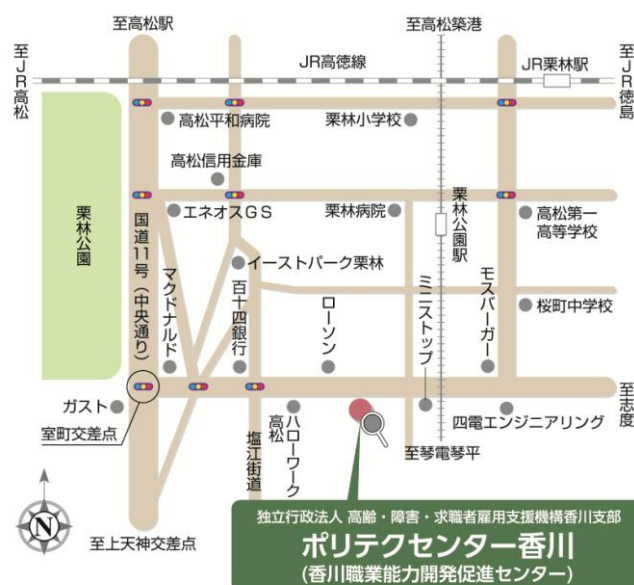 至高松駅
至高松築港
至JR高松
JR高徳線
JR栗林駅
至JR徳島
高松平和病院
栗林小学校
高松信用金庫
栗林公園
国道11号（中央通り）
エネオスＧＳ
栗林病院
栗林公園駅
高松第一
高等学校
イーストパーク栗林
マクドナルド
百十四銀行
ローソン
ミニストップ
モスバーガー
桜町中学校
ガスト
室町交差点
塩江街道
ハローワーク
高松
四電エンジニアリング
至志度
至琴電琴平
N
至上天神交差点
独立行政法人 高齢・障害・求職者雇用支援機構香川支部
ポリテクセンター香川
(香川職業能力開発促進センター)